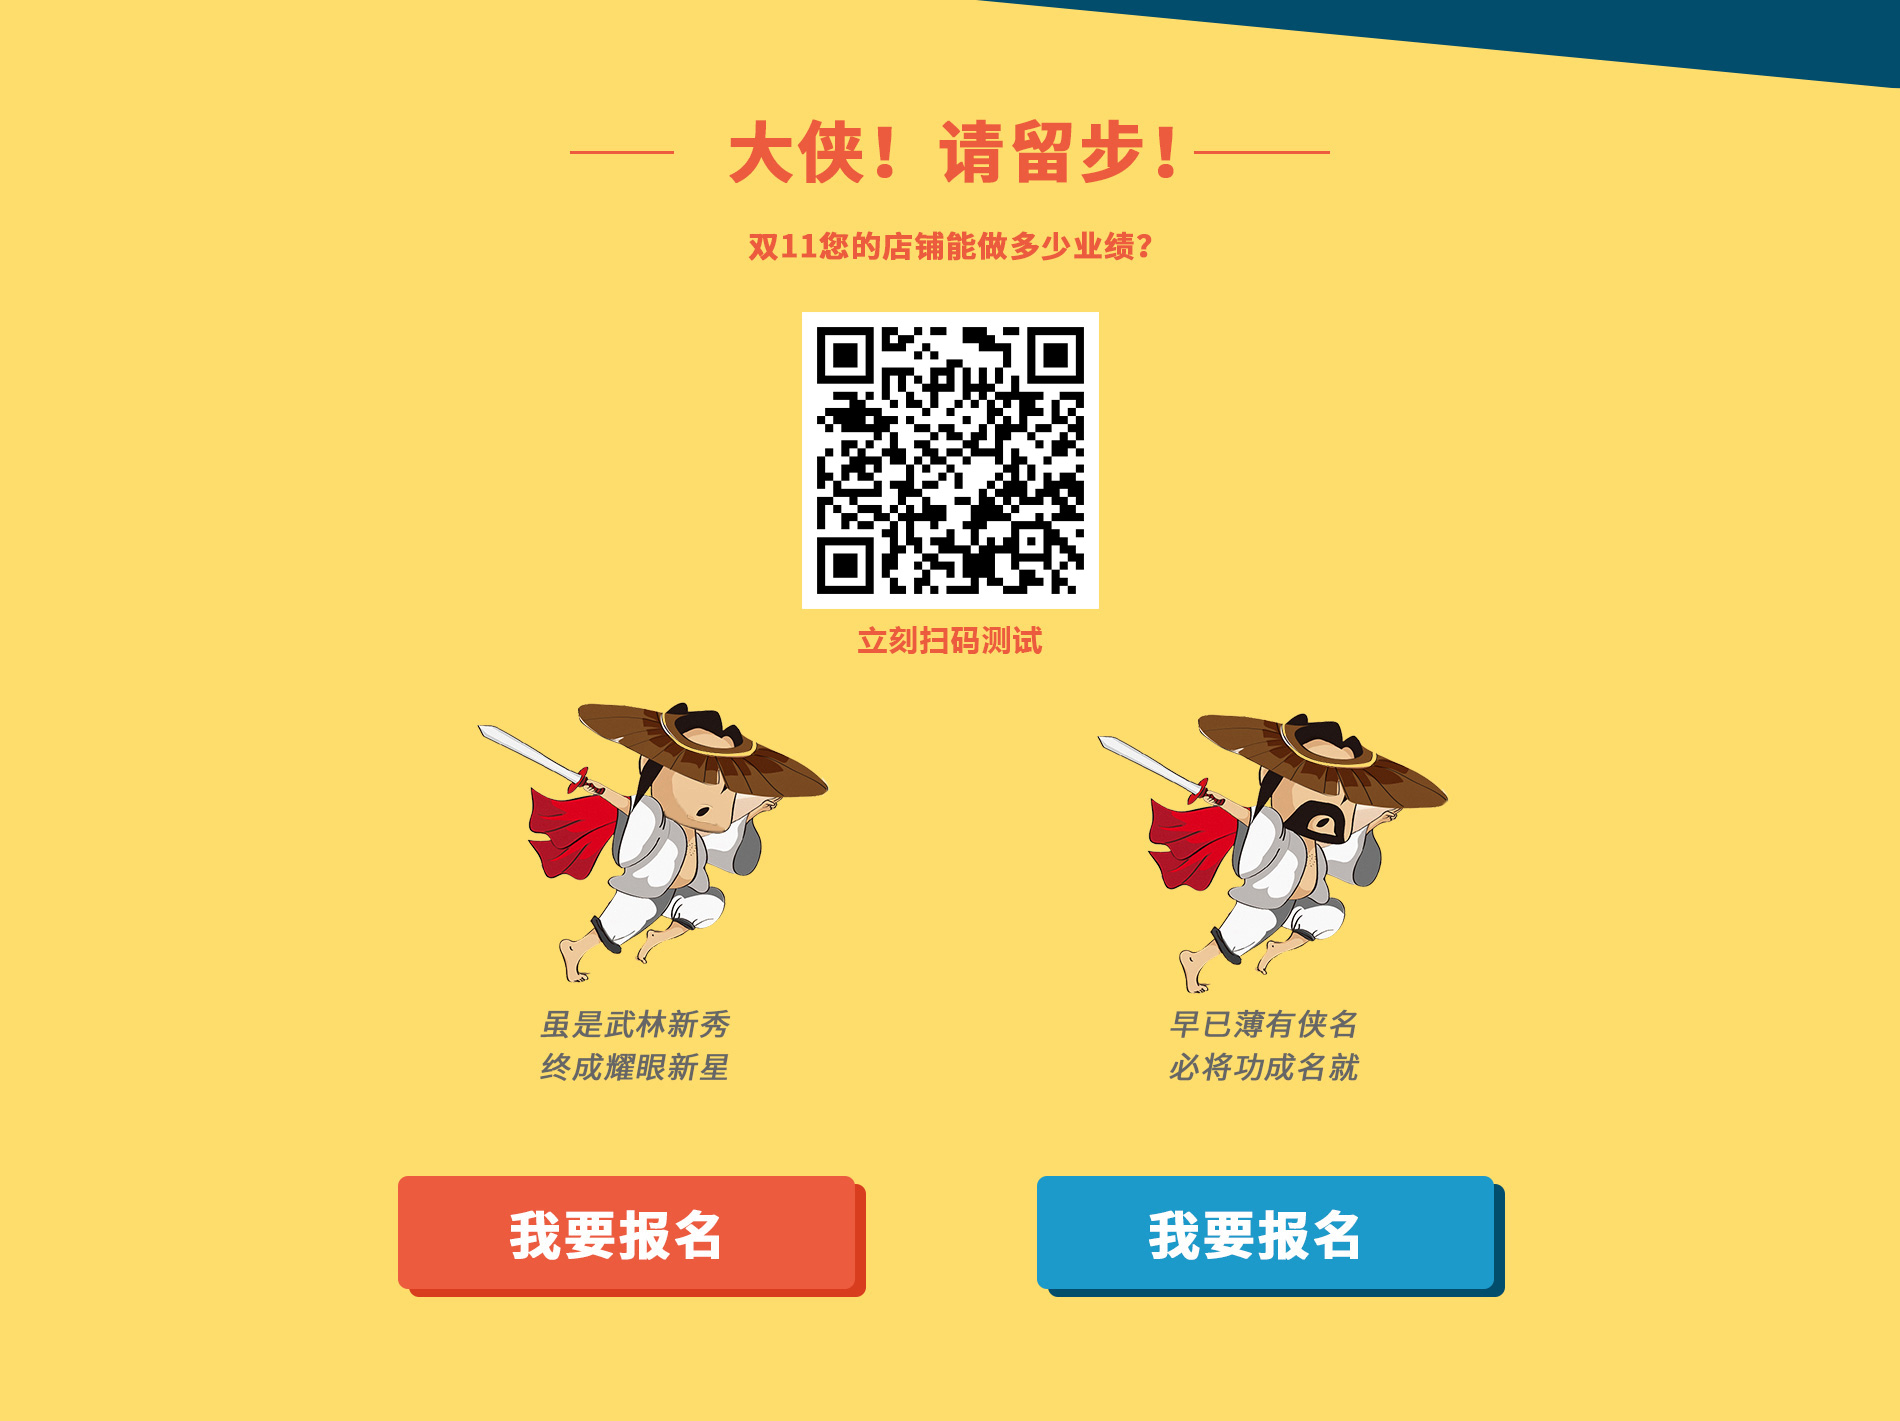 大侠！请留步！
双11您的店铺能做多少业绩？
立刻扫码测试
虽是武林新秀
终成耀眼新星
早已薄有侠名
必将功成名就
我要报名
我要报名